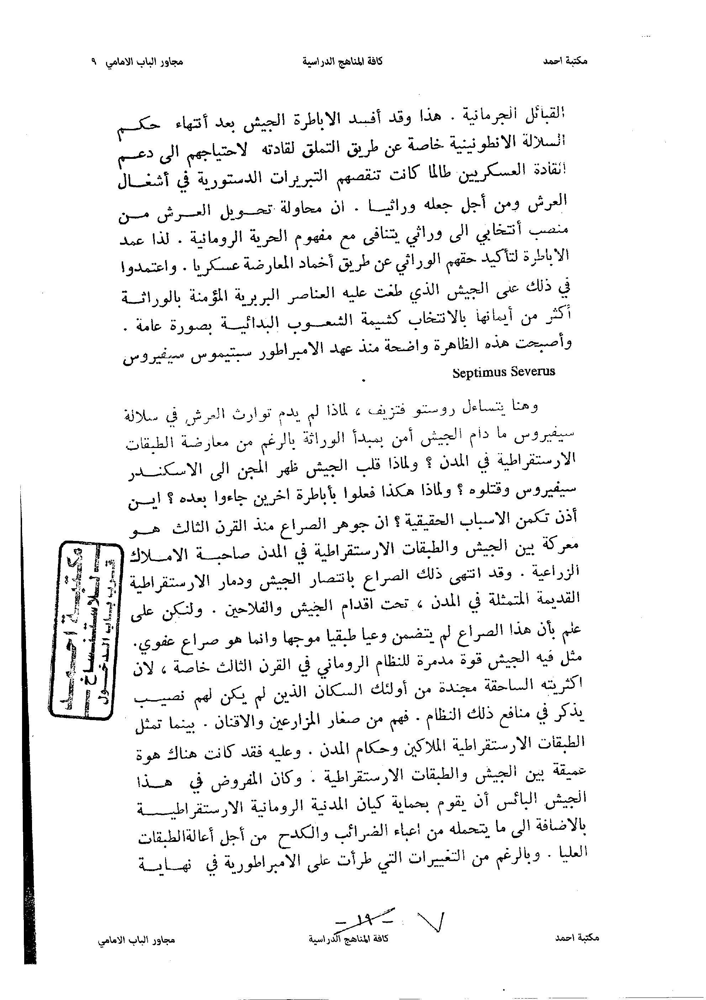 مكتبة احمد كافة المناهج الدراسية مجاور الباب الامامي ٩
القبائل الجرمانية . هذا وقد أفسد الاباطرة الجيش بعد أنتهاء حكم
السلالة الانطونينية خاصة عن طريق التملق لقادته لاحتياجهم الى دعم
القادة العسكريين طالما كانت تنقصهم التبريرات الدستورية في أشغال
العرش ومن أجل جعله وراثيا . ان محاولة تحويل العرش من
منصب أنتخابي الى وراثي يتنافى مع مفهوم الحرية الرومانية . لذا عمد
الاباطرة لتأكيد حقهم الوراثي عن طريق أخماد المعارضة عسكريا . واعتمدوا
في ذلك على الجيش الذي طغت عليه العناصر البربرية المؤمنة بالوراثة
أكثر من أيمانها بالانتخاب كشيمة الشعوب البدائية بصورة عامة .
وأصبحت هذه الظاهرة واضحة منذ عهد الامبراطور سبتيموس سيفيروس
Septimus Severus .
وهنا يتساءل روستو فتزيف ، لماذا لم يدم توارث العرش في سلالة
سيفيروس ما دام الجيش أمن بمبدأ الوراثة بالرغم من معارضة الطبقات
الارستقراطية في المدن ؟ ولماذا قلب الجيش ظهر المجن الى الاسكندر
سيفيروس وقتلوه ؟ ولماذا هكذا فعلوا بأباطرة اخرين جاءوا بعده ؟ اين
أذن تكمن الاسباب الحقيقية ؟ ان جوهر الصراع منذ القرن الثالث هو
معركة بين الجيش والطبقات الارستقراطية في المدن صاحبة الاملاك
الزراعية . وقد انتهى ذلك الصراع بانتصار الجيش ودمار الارستقراطية
القديمة المتمثلة في المدن ، تحت اقدام الجيش والفلاحين . ولنكن على
علم بأن هذا الصراع لم يتضمن وعيا طبقيا موجها وانما هو صراع عفوي.
مثل فيه الجيش قوة مدمرة للنظام الروماني في القرن الثالث خاصة ، لان
اكثريته الساحقة مجندة من أولئك السكان الذين لم يكن لهم نصيب
يذكر في منافع ذلك النظام . فهم من صغار المزارعين والاقنان . بينما تمثل
الطبقات الارستقراطية الملاكين وحكام المدن . وعليه فقد كانت هناك هوة
عميقة بين الجيش والطبقات الارستقراطية . وكان المفروض في هذا
الجيش البائس أن يقوم بحماية كيان المدنية الرومانية الارستقراطية
بالاضافة الى ما يتحمله من اعباء الضرائب والكدح من أجل أعالةالطبقات
العليا . وبالرغم من التغييرات التي طرأت على الامبراطورية في نهاية
مكتبة احمد
للاستنساخ
قرب باب الدخول
- ١٩ - ٧
مكتبة احمد كافة المناهج الدراسية مجاور الباب الامامي